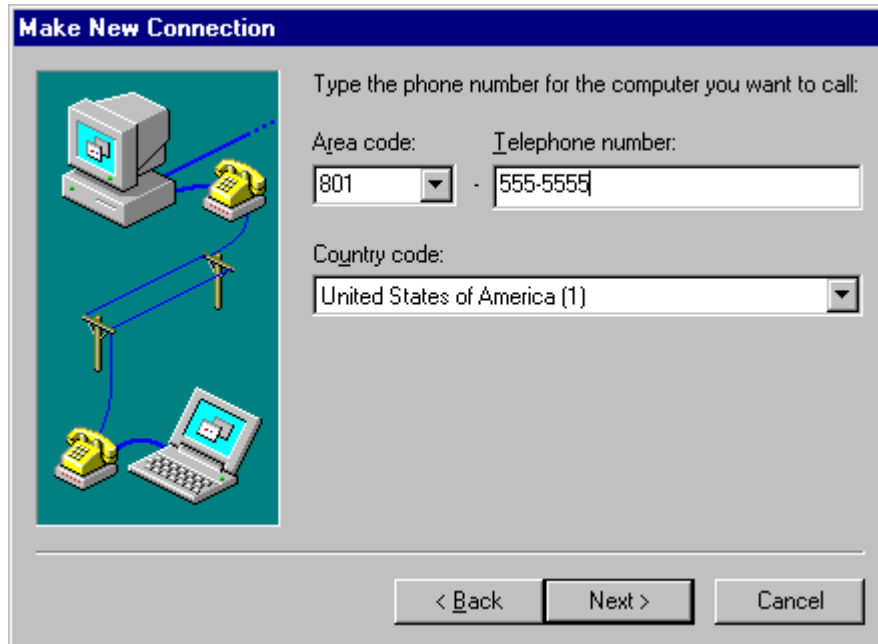 Make New Connection
Type the phone number for the computer you want to call:
Area code: Telephone number:
801 - 555-5555
Country code:
United States of America (1)
< Back Next > Cancel